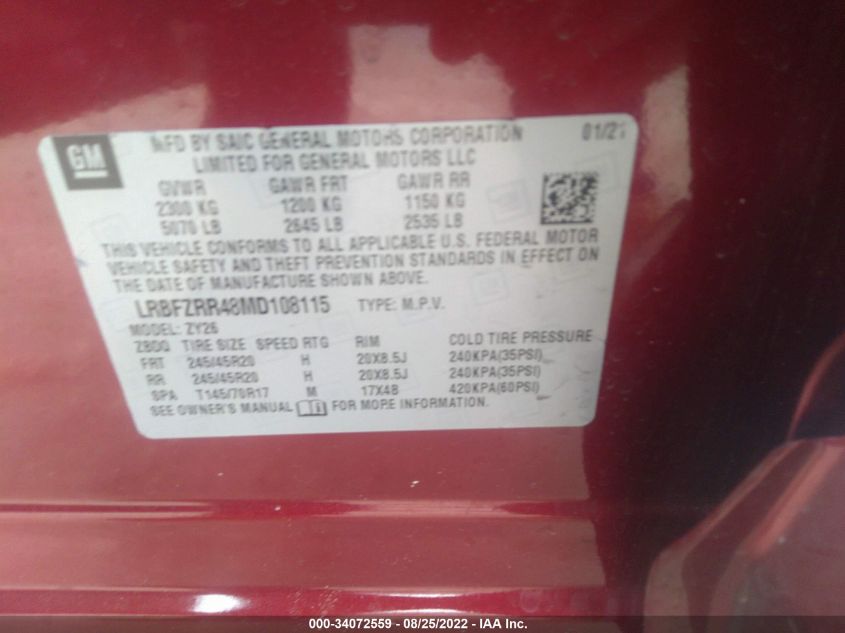 GM
MFD BY SAIC GENERAL MOTORS CORPORATION 01/21
LIMITED FOR GENERAL MOTORS LLC
GVWR GAWR FRT GAWR RR
2300 KG 1200 KG 1150 KG
5070 LB 2645 LB 2535 LB
THIS VEHICLE CONFORMS TO ALL APPLICABLE U.S. FEDERAL MOTOR
VEHICLE SAFETY AND THEFT PREVENTION STANDARDS IN EFFECT ON
THE DATE OF MANUFACTURE SHOWN ABOVE.
LRBFZRR48MD108115 TYPE: M.P.V.
MODEL: ZY26
ZBDQ TIRE SIZE SPEED RTG RIM COLD TIRE PRESSURE
FRT 245/45R20 H 20X8.5J 240KPA(35PSI)
RR 245/45R20 H 20X8.5J 240KPA(35PSI)
SPA T145/70R17 M 17X4B 420KPA(60PSI)
SEE OWNER'S MANUAL FOR MORE INFORMATION.
000-34072559 - 08/25/2022 - IAA Inc.